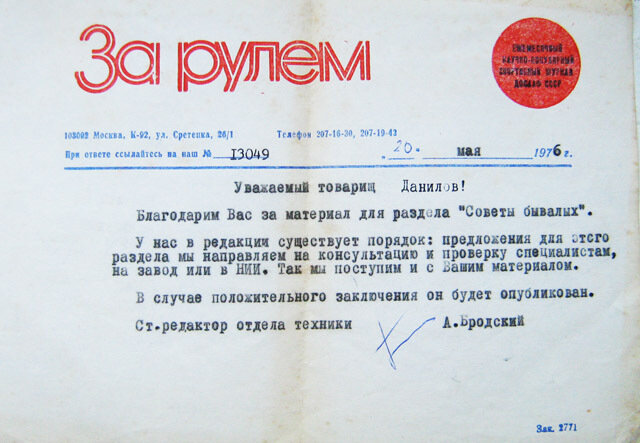 За рулем
ЕЖЕМЕСЯЧНЫЙ
НАУЧНО-ПОПУЛЯРНЫЙ
СПОРТИВНЫЙ ЖУРНАЛ
ДОСААФ СССР
103092 Москва, К-92, ул. Сретенка, 26/1 Телефон 207-16-30, 207-19-42
При ответе ссылайтесь на наш № I3049 „20" мая 1976 г.
Уважаемый товарищ Данилов!
Благодарим Вас за материал для раздела "Советы бывалых".
У нас в редакции существует порядок: предложения для этого
раздела мы направляем на консультацию и проверку специалистам,
на завод или в НИИ. Так мы поступим и с Вашим материалом.
В случае положительного заключения он будет опубликован.
Ст.редактор отдела техники А.Бродский
Зак. 2771